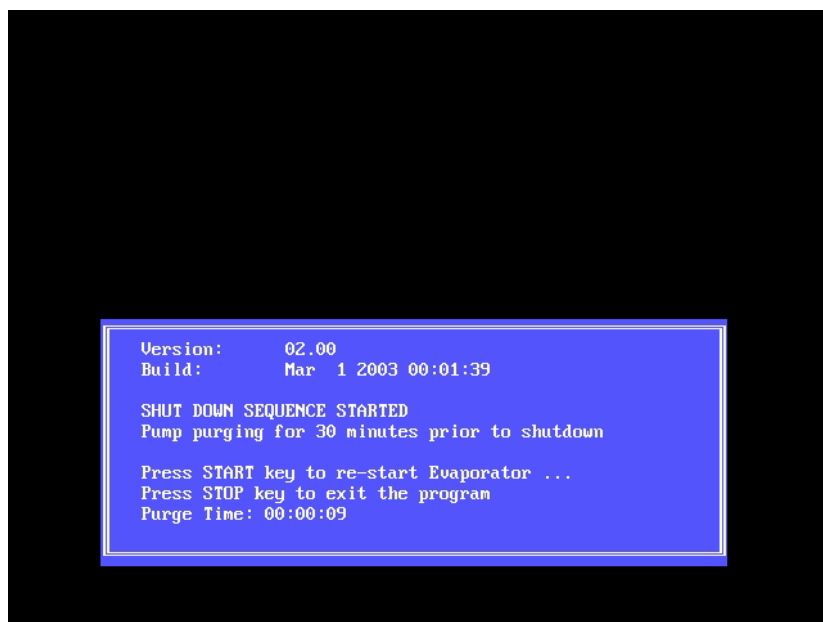 Version: 02.00
Build: Mar 1 2003 00:01:39
SHUT DOWN SEQUENCE STARTED
Pump purging for 30 minutes prior to shutdown
Press START key to re-start Evaporator ...
Press STOP key to exit the program
Purge Time: 00:00:09